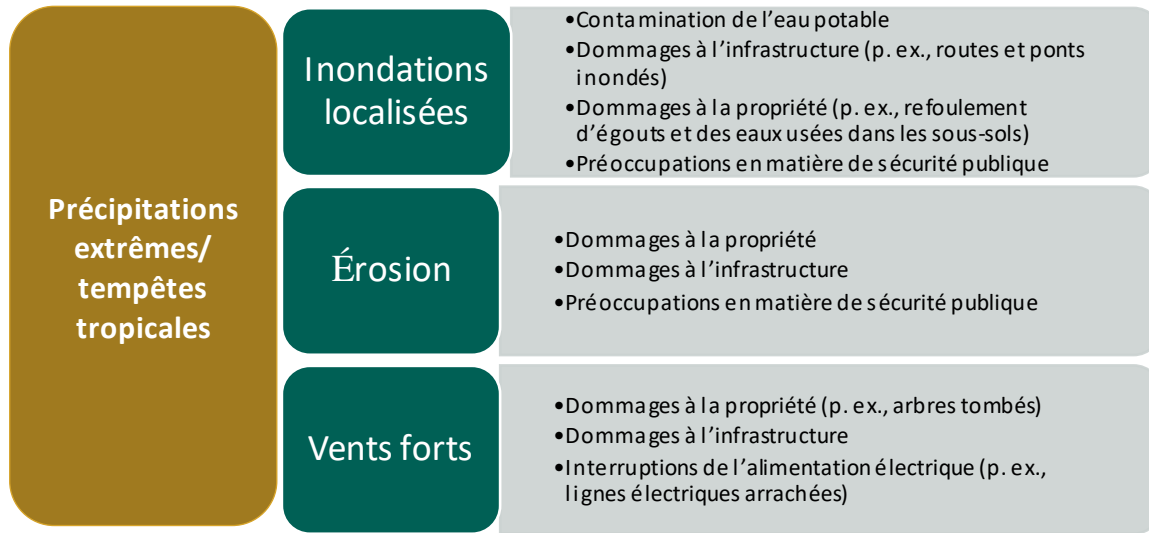 Précipitations
extrêmes/
tempêtes
tropicales
Inondations
localisées
•Contamination de l’eau potable
•Dommages à l’infrastructure (p. ex., routes et ponts
inondés)
•Dommages à la propriété (p. ex., refoulement
d’égouts et des eaux usées dans les sous-sols)
•Préoccupations en matière de sécurité publique
Érosion
•Dommages à la propriété
•Dommages à l’infrastructure
•Préoccupations en matière de sécurité publique
Vents forts
•Dommages à la propriété (p. ex., arbres tombés)
•Dommages à l’infrastructure
•Interruptions de l’alimentation électrique (p. ex.,
lignes électriques arrachées)